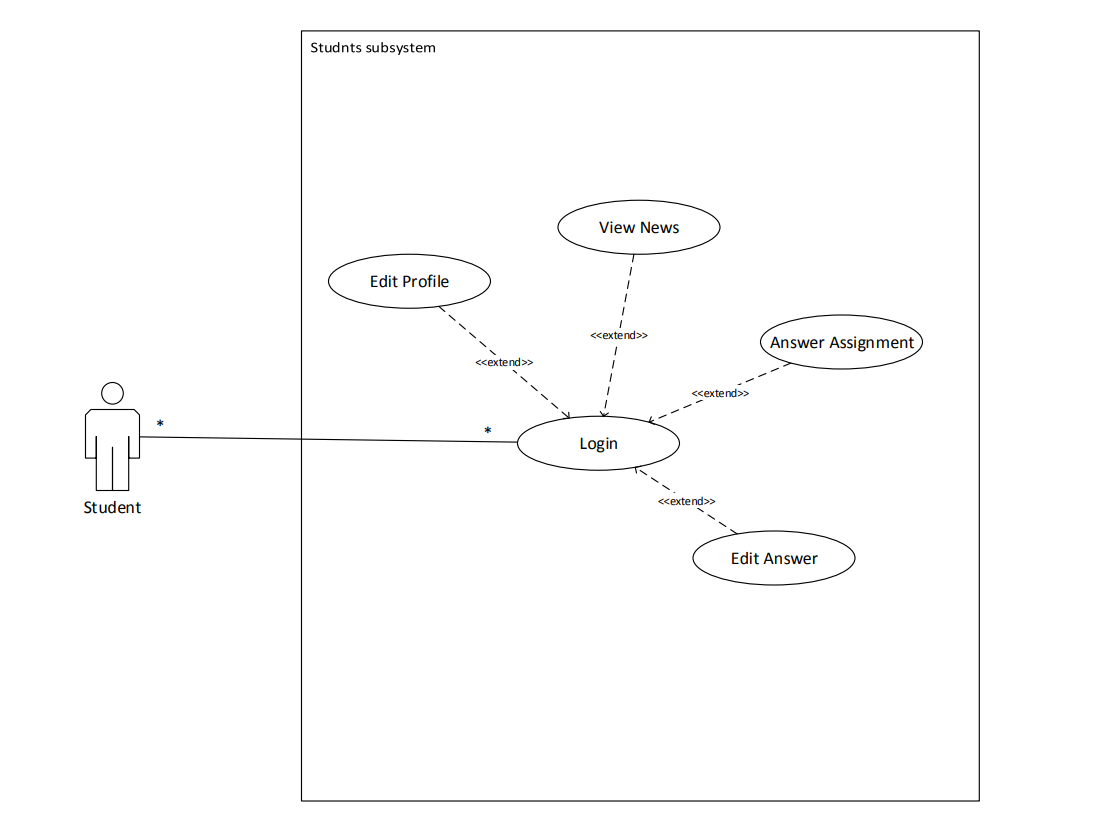 Studnts subsystem
View News
Edit Profile
<<extend>>
Answer Assignment
<<extend>>
<<extend>>
*
*
Login
<<extend>>
Student
Edit Answer